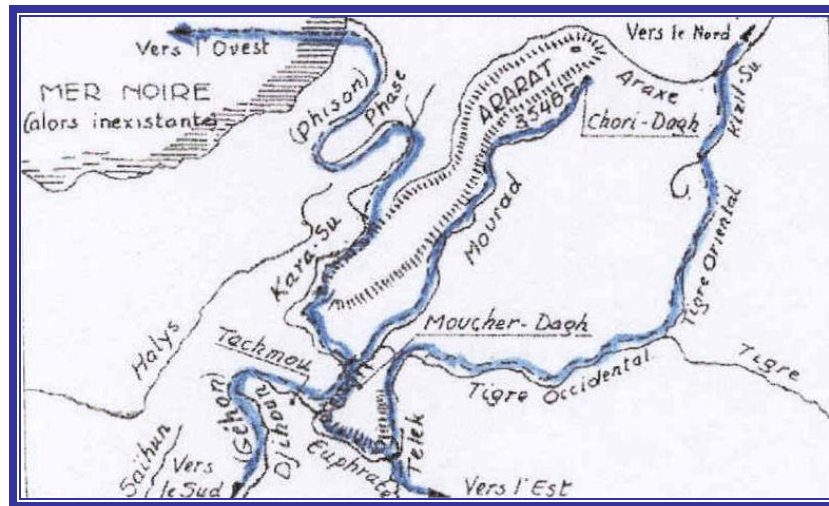 Vers l'Ouest
Vers le Nord
MER NOIRE
(alors inexistante)
(Phison)
Phase
ARARAT
Araxe
Kizil-Su
Chori-Dagh
Kara-Su
Mourad
Tigre Oriental
Halys
Moucher-Dagh
Tachmou
Tigre Occidental
Tigre
(Géhon)
Djihoun
Saihun
Euphrate
Telek
Vers
le Sud
Vers l'Est